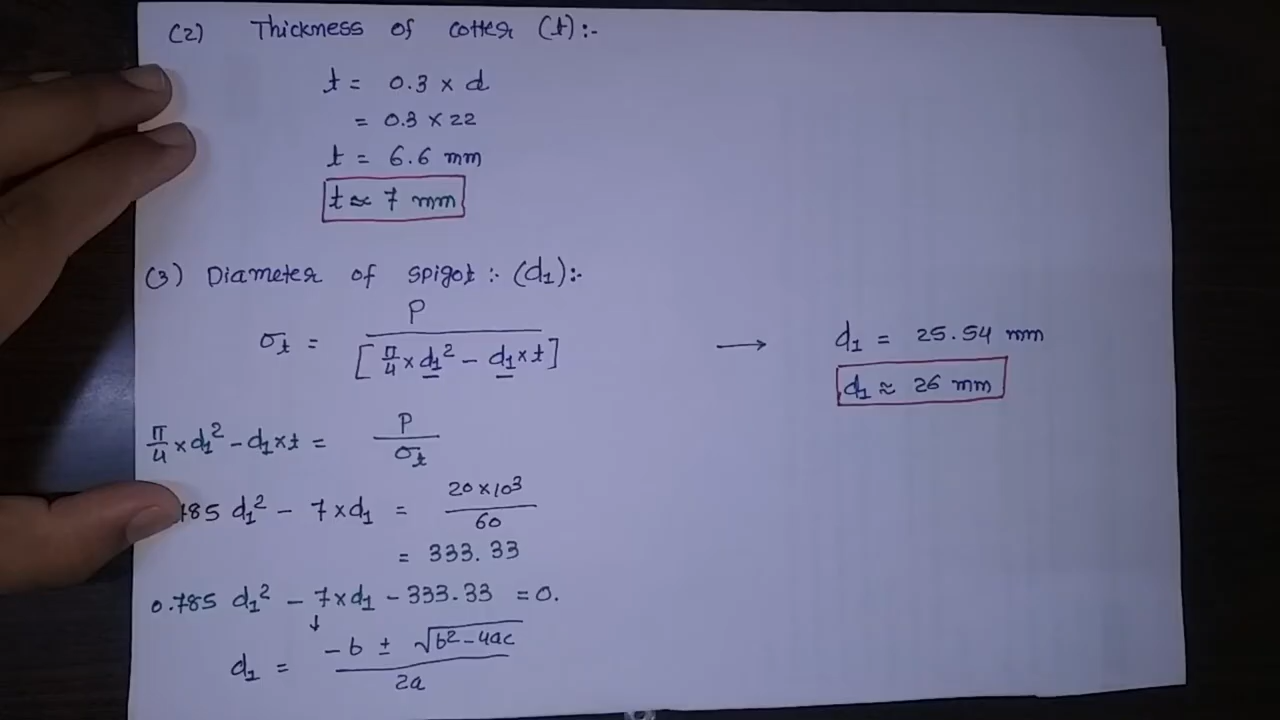 (2) Thickness of cotter (t):-
t = 0.3 × d
= 0.3 × 22
t = 6.6 mm
t ≈ 7 mm
(3) Diameter of spigot :- (d₁):-
σt = P / [π/4 × d₁² - d₁ × t]
π/4 × d₁² - d₁ × t = P / σt
785 d₁² - 7 × d₁ = 20 × 10³ / 60
= 333.33
0.785 d₁² - 7 × d₁ - 333.33 = 0.
↓
d₁ = -b ± √b² - 4ac / 2a
→ d₁ = 25.54 mm
d₁ ≈ 26 mm